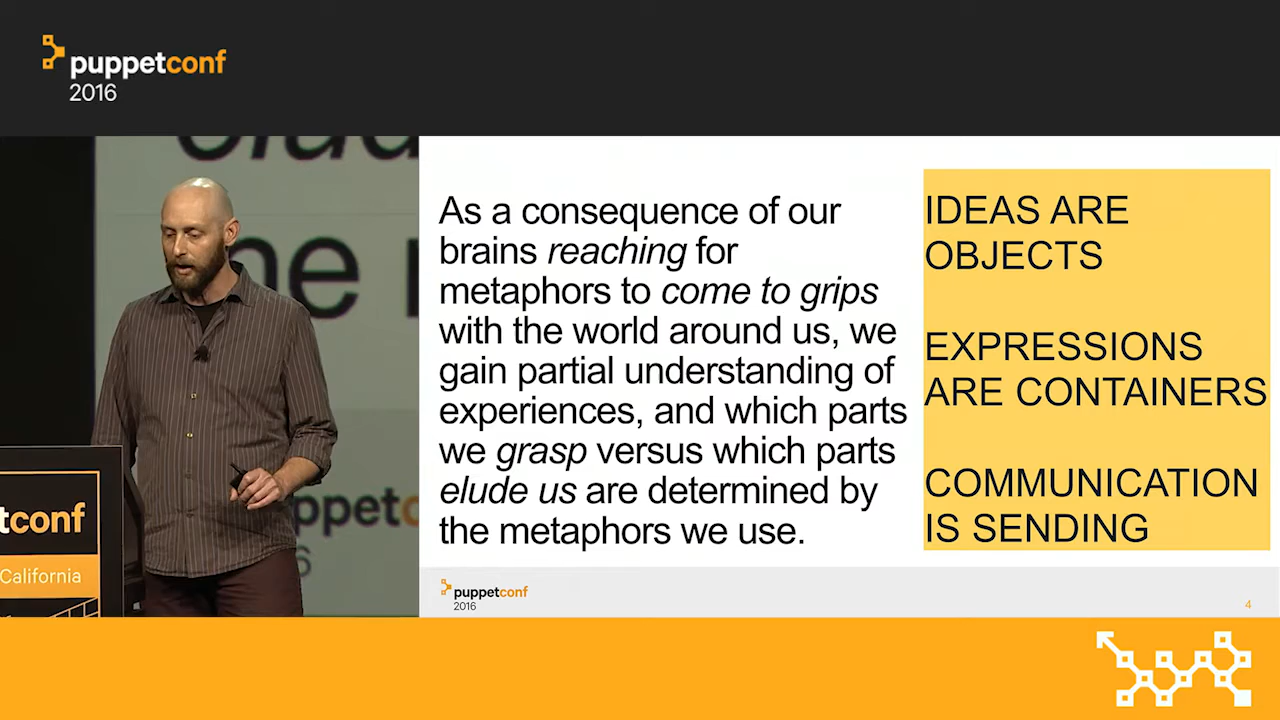 puppetconf
2016
As a consequence of our
brains reaching for
metaphors to come to grips
with the world around us, we
gain partial understanding of
experiences, and which parts
we grasp versus which parts
elude us are determined by
the metaphors we use.
IDEAS ARE
OBJECTS
EXPRESSIONS
ARE CONTAINERS
COMMUNICATION
IS SENDING
puppetconf
2016
4
tconf
California